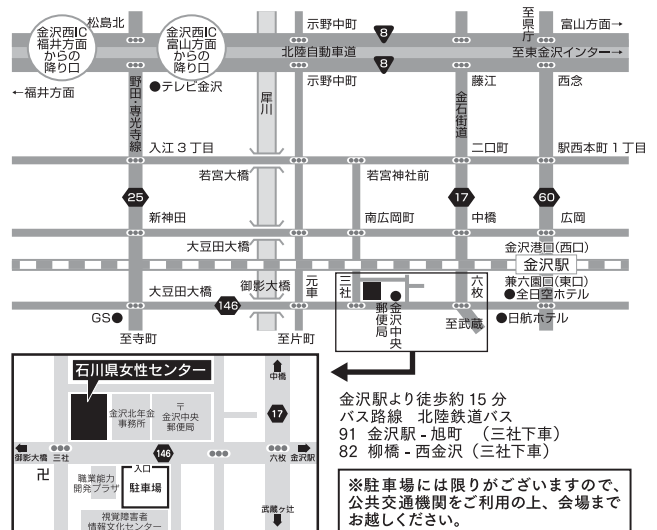 松島北
金沢西IC
福井方面
からの
降り口
金沢西IC
富山方面
からの
降り口
示野中町
8
至県庁
富山方面→
北陸自動車道
至東金沢インター→
8
←福井方面
野田・専光寺線
●テレビ金沢
犀川
示野中町
金石街道
藤江
西念
入江3丁目
二口町
駅西本町1丁目
若宮大橋
若宮神社前
25
17
60
新神田
南広岡町
中橋
広岡
大豆田大橋
金沢港口(西口)
金沢駅
大豆田大橋
146
御影大橋
元車
三社
金沢中央
郵便局
六枚
兼六園口(東口)
●全日空ホテル
GS●
至寺町
至片町
至武蔵
●日航ホテル
石川県女性センター
中橋
金沢北年金
事務所
〒
金沢中央
郵便局
17
御影大橋
三社
146
六枚
金沢駅
卍
職業能力
開発プラザ
入口
駐車場
視覚障害者
情報文化センター
武蔵ヶ辻
金沢駅より徒歩約15分
バス路線 北陸鉄道バス
91 金沢駅-旭町 (三社下車)
82 柳橋-西金沢(三社下車)
※駐車場には限りがございますので、
公共交通機関をご利用の上、会場まで
お越しください。